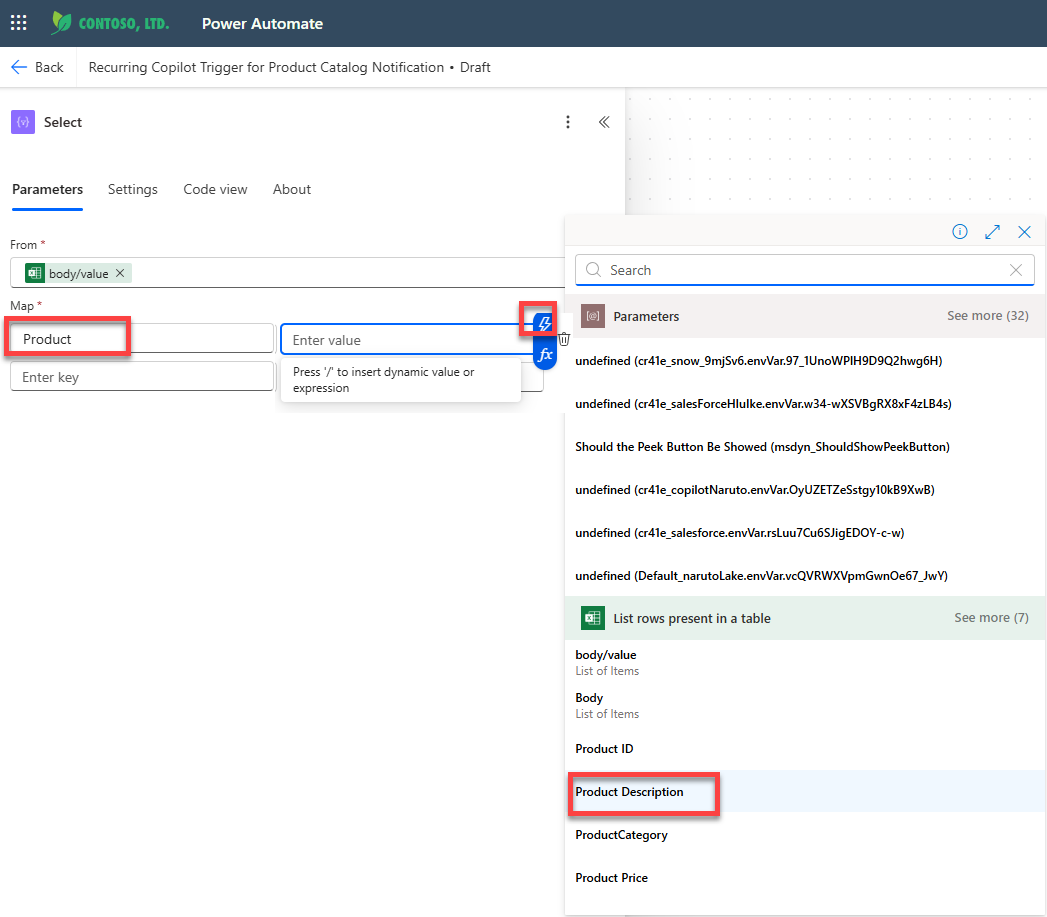 CONTOSO, LTD.
Power Automate
Back
Recurring Copilot Trigger for Product Catalog Notification • Draft
{v}
Select
Parameters
Settings
Code view
About
From *
body/value
Map *
Product
Enter value
fx
Enter key
Press '/' to insert dynamic value or
expression
Search
[@]
Parameters
See more (32)
undefined (cr41e_snow_9mjSv6.envVar.97_1UnoWPIH9D9Q2hwg6H)
undefined (cr41e_salesForceHIuIke.envVar.w34-wXSVBgRX8xF4zLB4s)
Should the Peek Button Be Showed (msdyn_ShouldShowPeekButton)
undefined (cr41e_copilotNaruto.envVar.OyUZETZeSstgy10kB9XwB)
undefined (cr41e_salesforce.envVar.rsLuu7Cu6SJigEDOY-c-w)
undefined (Default_narutoLake.envVar.vcQVRWXVpmGwnOe67_JwY)
List rows present in a table
See more (7)
body/value
List of Items
Body
List of Items
Product ID
Product Description
ProductCategory
Product Price